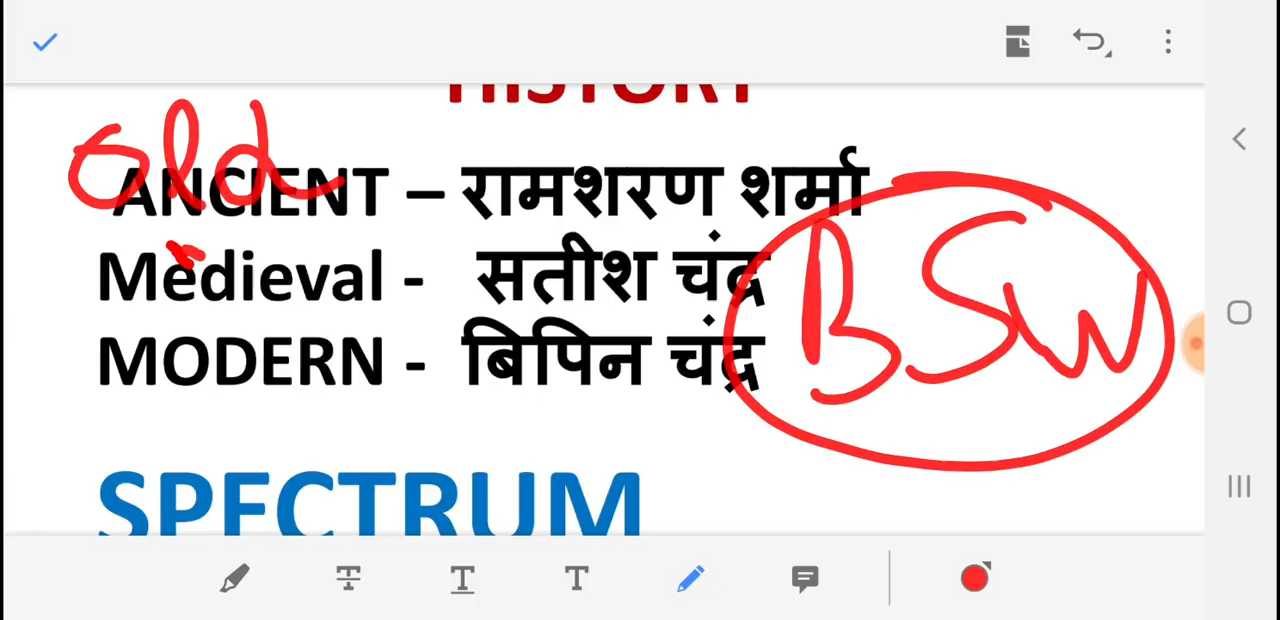 HISTORY
old
ANCIENT – रामशरण शर्मा
Medieval - सतीश चंद्र
MODERN - बिपिन चंद्र
BSW
SPECTRUM